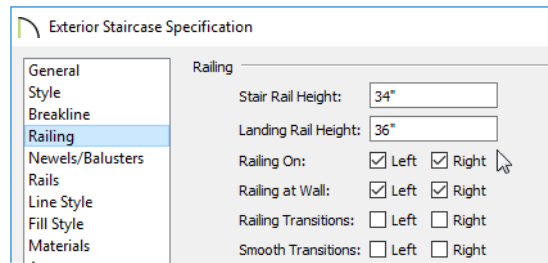 Exterior Staircase Specification
General
Style
Breakline
Railing
Newels/Balusters
Rails
Line Style
Fill Style
Materials
Railing
Stair Rail Height: 34"
Landing Rail Height: 36"
Railing On: Left Right
Railing at Wall: Left Right
Railing Transitions: Left Right
Smooth Transitions: Left Right